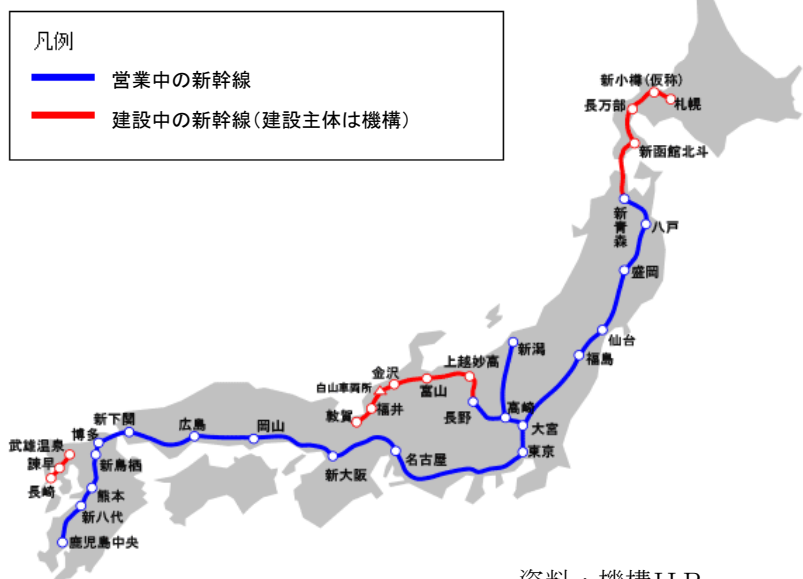 凡例
営業中の新幹線
建設中の新幹線(建設主体は機構)
新小樽(仮称)
長万部
札幌
新函館北斗
新青森
八戸
盛岡
仙台
福島
新潟
上越妙高
金沢
白山車両所
富山
福井
敦賀
長野
高崎
大宮
東京
名古屋
新大阪
岡山
広島
新下関
博多
武雄温泉
新鳥栖
諫早
長崎
熊本
新八代
鹿児島中央